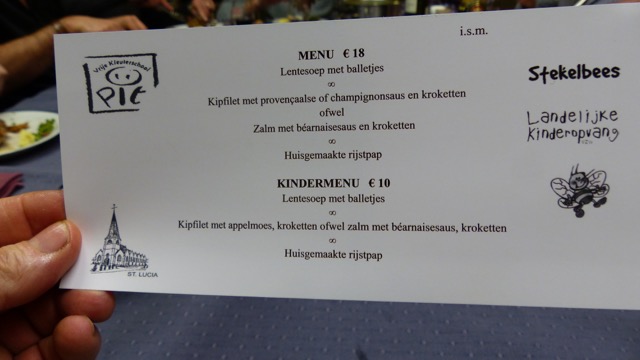 i.s.m.
Vrije Kleuterschool
PIt
MENU € 18
Lentesoep met balletjes
∞
Kipfilet met provençaalse of champignonsaus en kroketten
ofwel
Zalm met béarnaisesaus en kroketten
∞
Huisgemaakte rijstpap
Stekelbees
Landelijke
Kinderopvang
KINDERMENU € 10
Lentesoep met balletjes
∞
Kipfilet met appelmoes, kroketten ofwel zalm met béarnaisesaus, kroketten
∞
Huisgemaakte rijstpap
ST. LUCIA